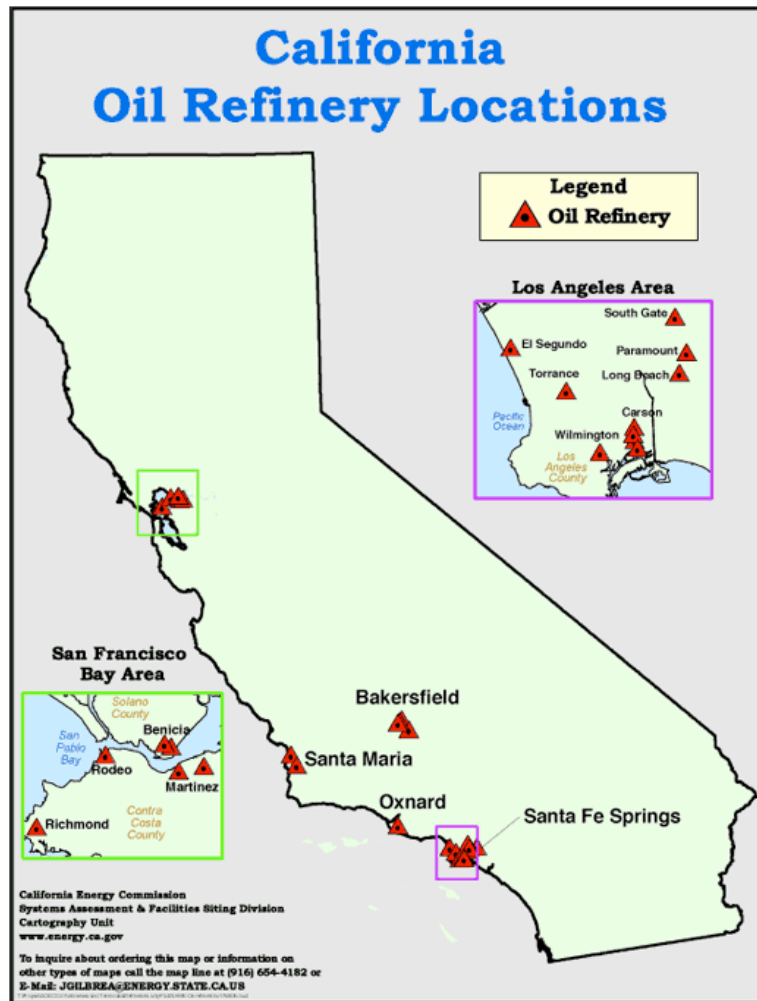 California
Oil Refinery Locations
Legend
Oil Refinery
Los Angeles Area
South Gate
El Segundo
Paramount
Torrance
Long Beach
Pacific
Ocean
Carson
Wilmington
Los
Angeles
County
San Francisco
Bay Area
Solano
County
San
Pablo
Bay
Benicia
Rodeo
Martinez
Richmond
Contra
Costa
County
Bakersfield
Santa Maria
Oxnard
Santa Fe Springs
California Energy Commission
Systems Assessment & Facilities Siting Division
Cartography Unit
www.energy.ca.gov
To inquire about ordering this map or information on
other types of maps call the map line at (916) 654-4182 or
E-Mail: JGILBREA@ENERGY.STATE.CA.US